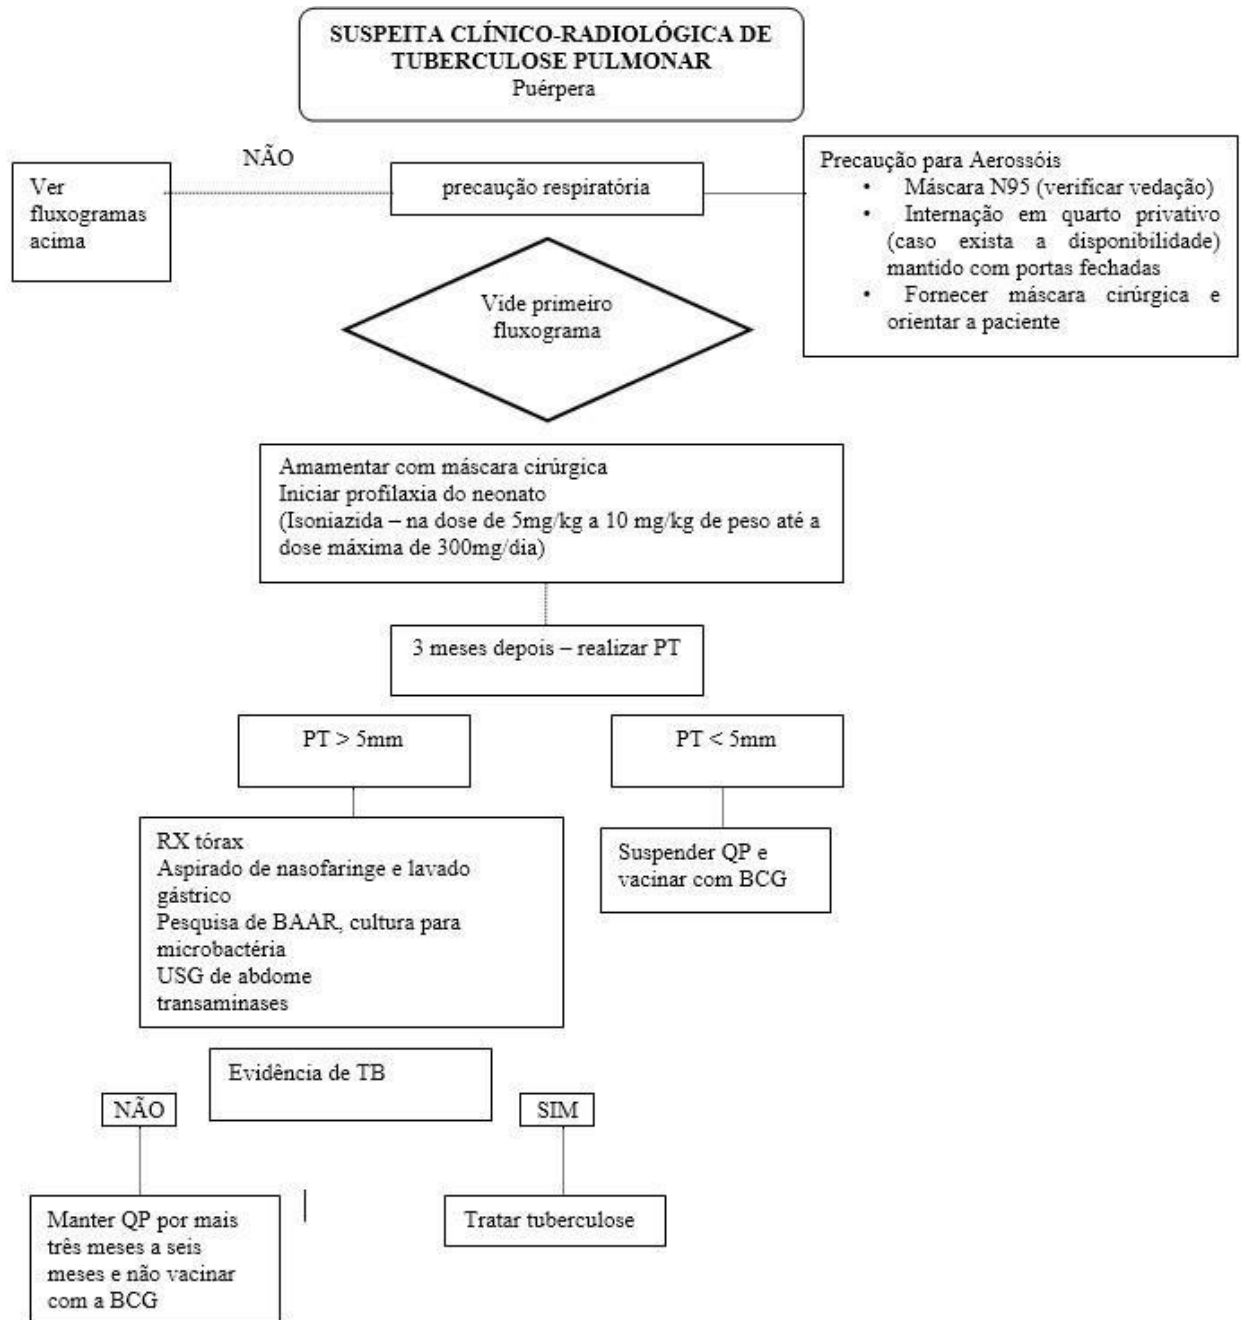 SUSPEITA CLÍNICO-RADIOLÓGICA DE
TUBERCULOSE PULMONAR
Puérpera
NÃO
Ver
fluxogramas
acima
precaução respiratória
Precaução para Aerossóis
• Máscara N95 (verificar vedação)
• Internação em quarto privativo
(caso exista a disponibilidade)
mantido com portas fechadas
• Fornecer máscara cirúrgica e
orientar a paciente
Vide primeiro
fluxograma
Amamentar com máscara cirúrgica
Iniciar profilaxia do neonato
(Isoniazida – na dose de 5mg/kg a 10 mg/kg de peso até a
dose máxima de 300mg/dia)
3 meses depois – realizar PT
PT > 5mm
PT < 5mm
RX tórax
Aspirado de nasofaringe e lavado
gástrico
Pesquisa de BAAR, cultura para
microbactéria
USG de abdome
transaminases
Suspender QP e
vacinar com BCG
Evidência de TB
NÃO
SIM
Manter QP por mais
três meses a seis
meses e não vacinar
com a BCG
Tratar tuberculose